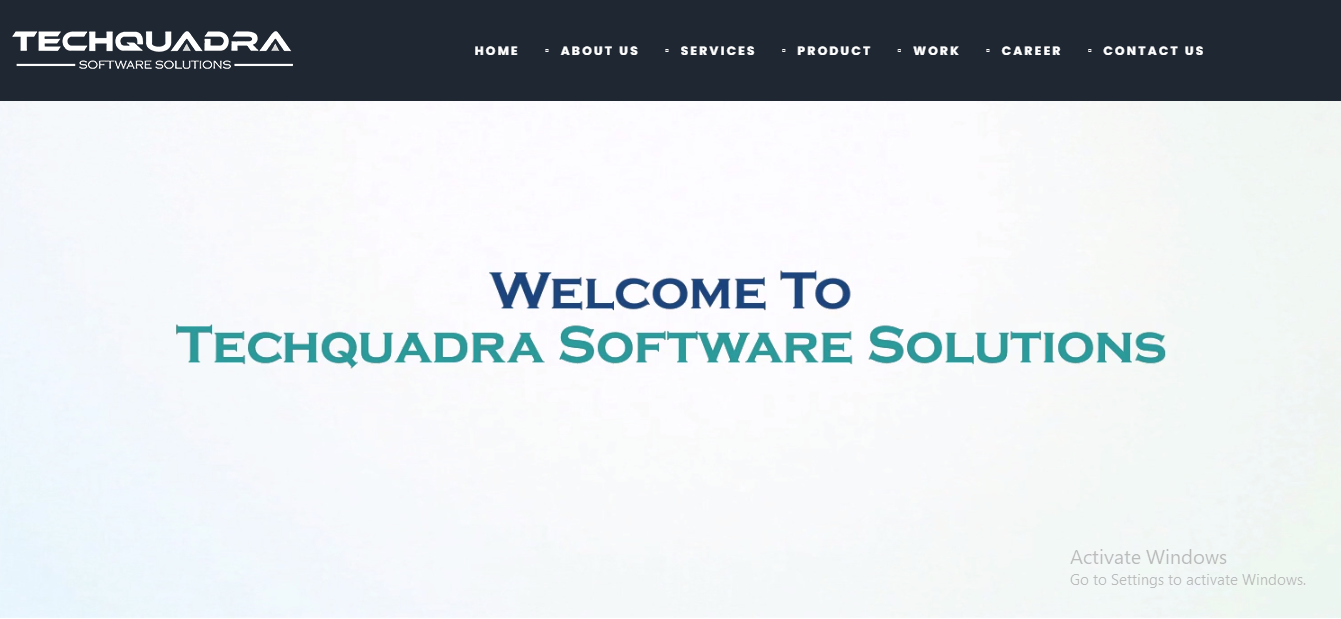 TECHQUADRA
SOFTWARE SOLUTIONS
HOME ▫ ABOUT US ▫ SERVICES ▫ PRODUCT ▫ WORK ▫ CAREER ▫ CONTACT US
Welcome To
Techquadra Software Solutions
Activate Windows
Go to Settings to activate Windows.